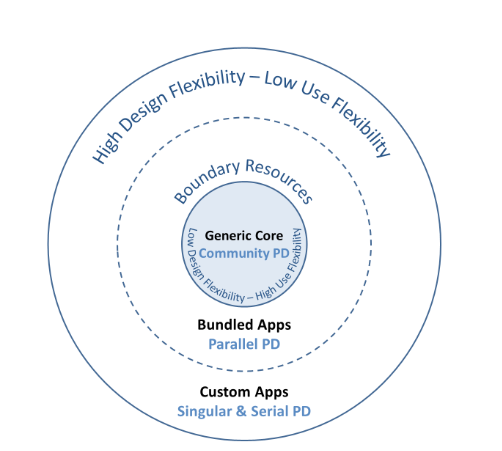 High Design Flexibility – Low Use Flexibility
Boundary Resources
Generic Core
Community PD
Low Design Flexibility – High Use Flexibility
Bundled Apps
Parallel PD
Custom Apps
Singular & Serial PD